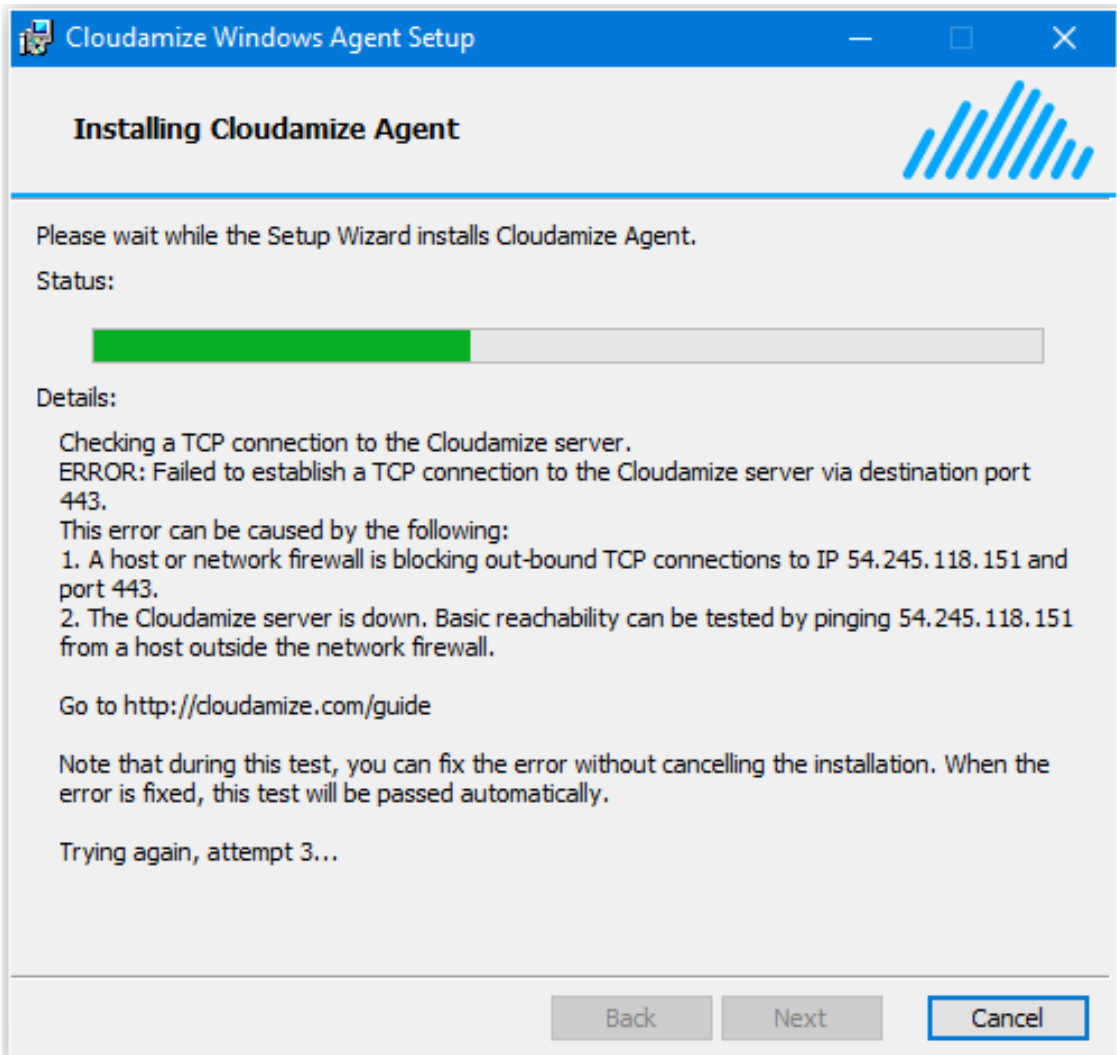 Cloudamize Windows Agent Setup
Installing Cloudamize Agent
Please wait while the Setup Wizard installs Cloudamize Agent.
Status:
Details:
Checking a TCP connection to the Cloudamize server.
ERROR: Failed to establish a TCP connection to the Cloudamize server via destination port
443.
This error can be caused by the following:
1. A host or network firewall is blocking out-bound TCP connections to IP 54.245.118.151 and
port 443.
2. The Cloudamize server is down. Basic reachability can be tested by pinging 54.245.118.151
from a host outside the network firewall.
Go to http://cloudamize.com/guide
Note that during this test, you can fix the error without cancelling the installation. When the
error is fixed, this test will be passed automatically.
Trying again, attempt 3...
Back Next Cancel